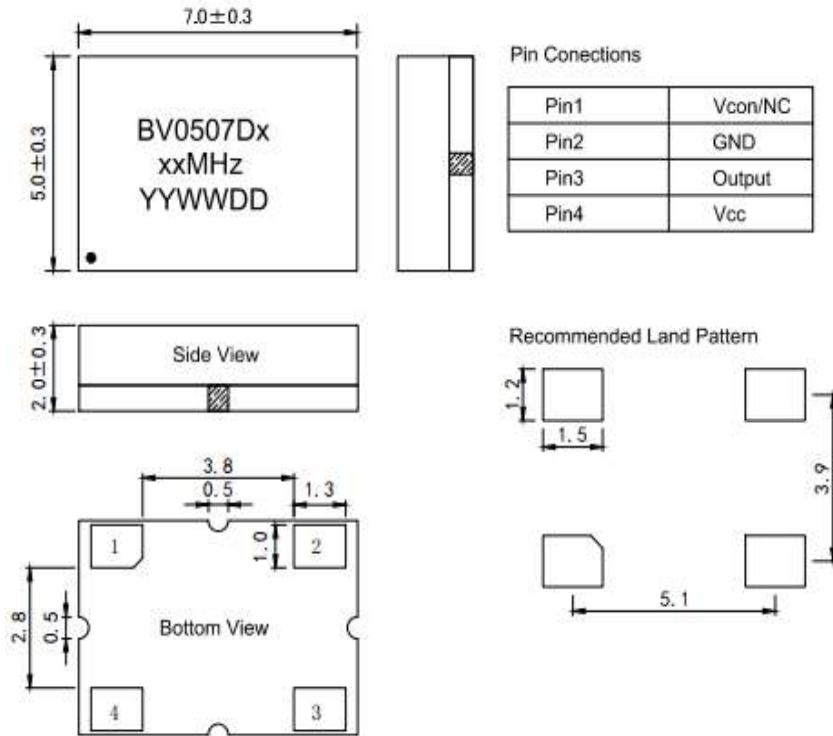 7.0±0.3
5.0±0.3
BV0507Dx
xxMHz
YYWWDD
Pin Conections
Pin1 Vcon/NC
Pin2 GND
Pin3 Output
Pin4 Vcc
2.0±0.3
Side View
Recommended Land Pattern
1.2
1.5
3.9
5.1
3.8
0.5
1.3
1
1.0
2
2.8
0.5
Bottom View
4
3